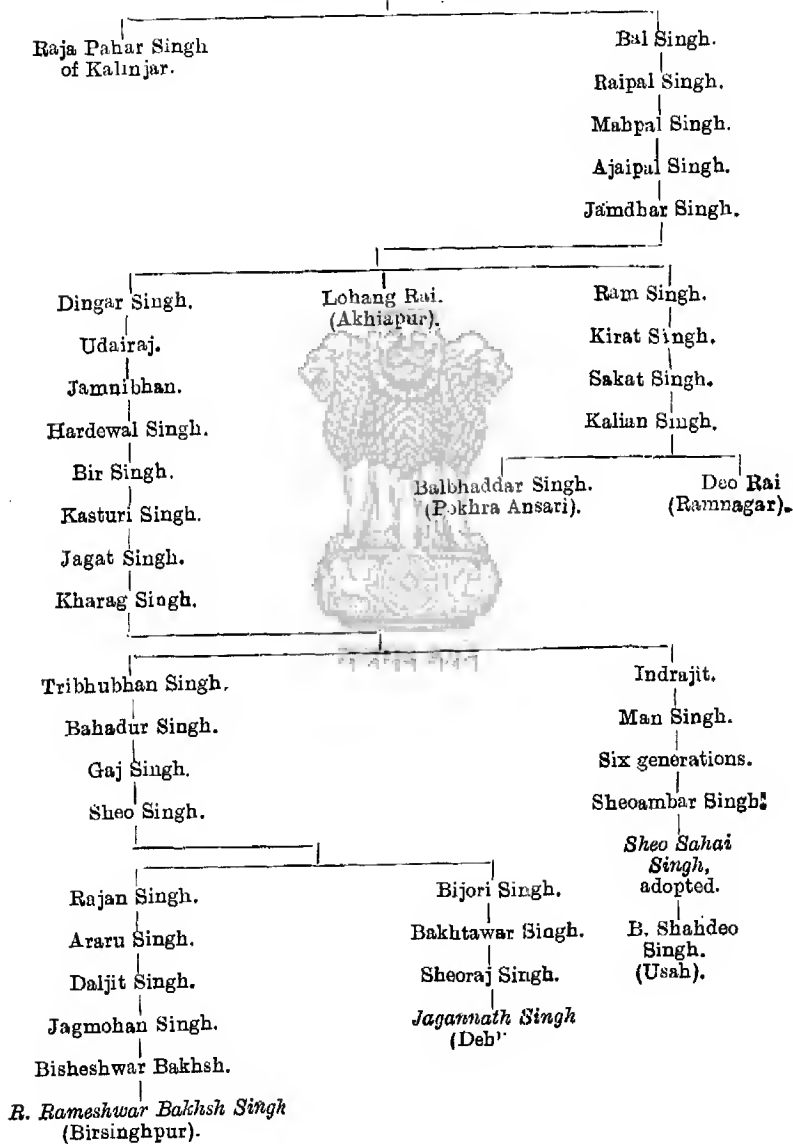 Raja Pahar Singh
of Kalinjar.
Bal Singh.
Raipal Singh.
Mahpal Singh.
Ajaipal Singh.
Jamdhar Singh.
Dingar Singh.
Udairaj.
Jamnibhan.
Hardewal Singh.
Bir Singh.
Kasturi Singh.
Jagat Singh.
Kharag Singh.
Lohang Rai.
(Akhiapur).
Ram Singh.
Kirat Singh.
Sakat Singh.
Kalian Singh.
Balbhaddar Singh.
(Pokhra Ansari).
Deo Rai
(Ramnagar).
Tribhubhan Singh.
Bahadur Singh.
Gaj Singh.
Sheo Singh.
Indrajit.
Man Singh.
Six generations.
Sheoambar Singh.
Sheo Sahai
Singh,
adopted.
B. Shahdeo
Singh.
(Usah).
Rajan Singh.
Araru Singh.
Daljit Singh.
Jagmohan Singh.
Bisheshwar Bakhsh.
R. Rameshwar Bakhsh Singh
(Birsinghpur).
Bijori Singh.
Bakhtawar Singh.
Sheoraj Singh.
Jagannath Singh
(Deb